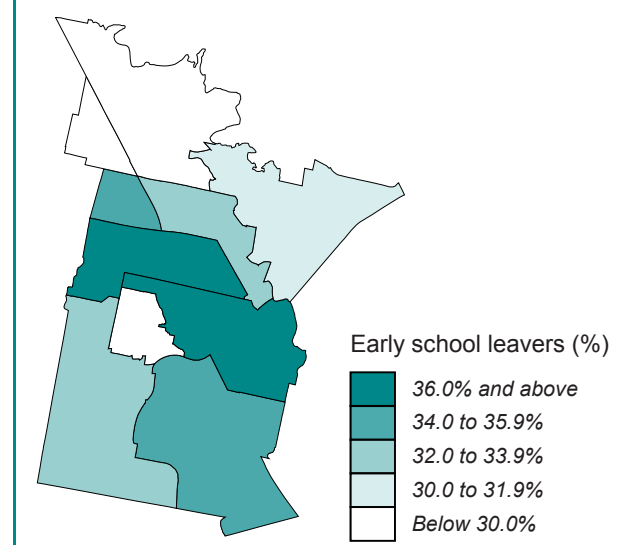 Early school leavers (%)
36.0% and above
34.0 to 35.9%
32.0 to 33.9%
30.0 to 31.9%
Below 30.0%